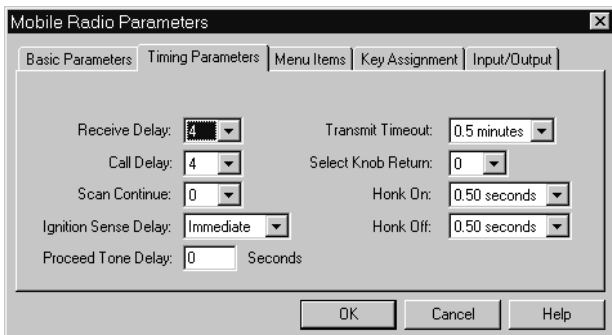 Mobile Radio Parameters
Basic Parameters Timing Parameters Menu Items Key Assignment Input/Output
Receive Delay: 4 Transmit Timeout: 0.5 minutes
Call Delay: 4 Select Knob Return: 0
Scan Continue: 0 Honk On: 0.50 seconds
Ignition Sense Delay: Immediate Honk Off: 0.50 seconds
Proceed Tone Delay: 0 Seconds
OK Cancel Help